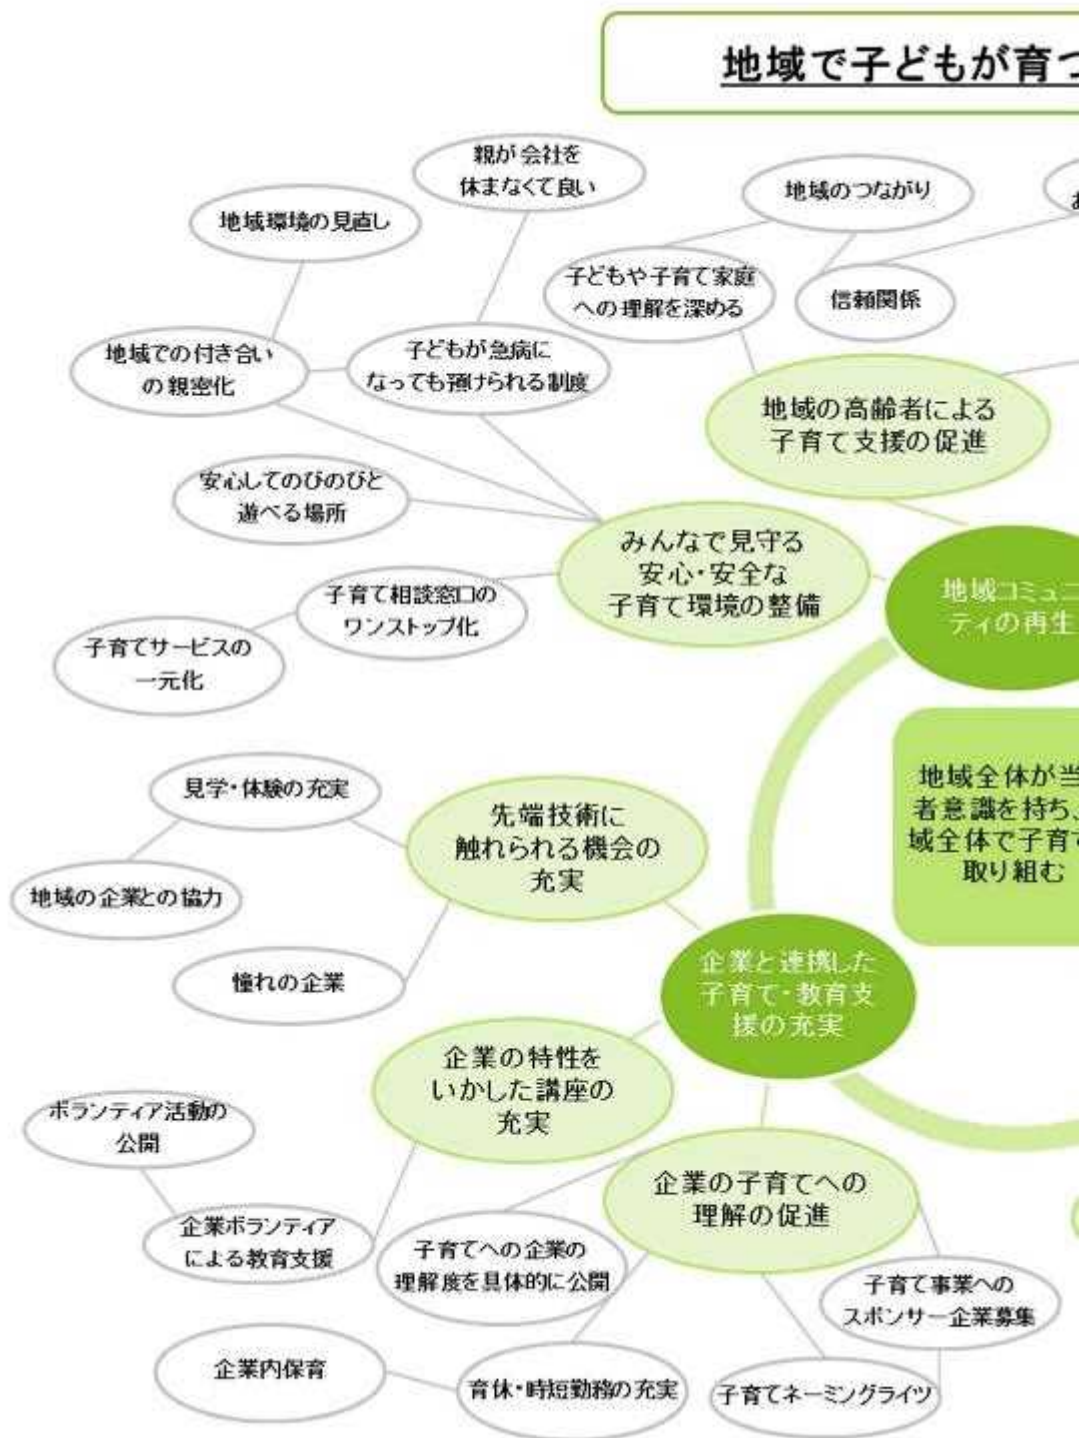 地域で子どもが育つ
親が会社を
休まなくて良い
地域のつながり
地域環境の見直し
子どもや子育て家庭
への理解を深める
信頼関係
地域での付き合い
の親密化
子どもが急病に
なっても預けられる制度
地域の高齢者による
子育て支援の促進
安心してのびのびと
遊べる場所
みんなで見守る
安心・安全な
子育て環境の整備
地域コミュニ
ティの再生
子育て相談窓口の
ワンストップ化
子育てサービスの
一元化
見学・体験の充実
先端技術に
触れられる機会の
充実
地域全体が当
者意識を持ち、
域全体で子育て
取り組む
地域の企業との協力
憧れの企業
企業と連携した
子育て・教育支
援の充実
企業の特性を
いかした講座の
充実
ボランティア活動の
公開
企業の子育てへの
理解の促進
企業ボランティア
による教育支援
子育てへの企業の
理解度を具体的に公開
子育て事業への
スポンサー企業募集
企業内保育
育休・時短勤務の充実
子育てネーミングライツ